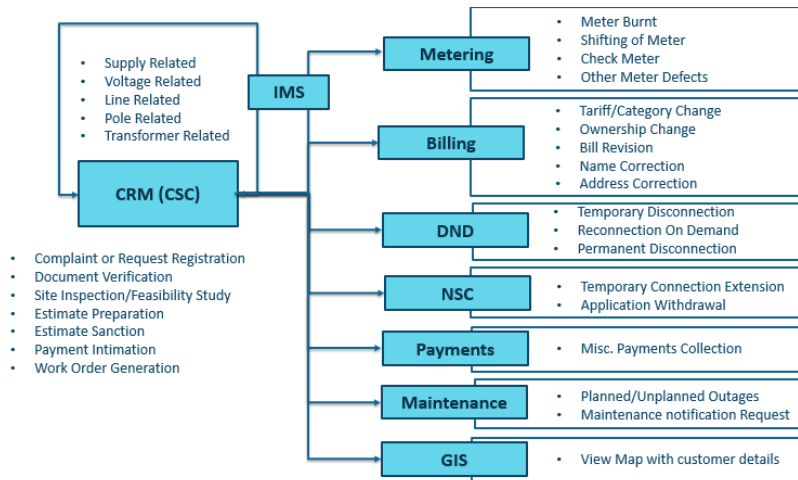 • Supply Related
• Voltage Related
• Line Related
• Pole Related
• Transformer Related
IMS
CRM (CSC)
• Complaint or Request Registration
• Document Verification
• Site Inspection/Feasibility Study
• Estimate Preparation
• Estimate Sanction
• Payment Intimation
• Work Order Generation
Metering
• Meter Burnt
• Shifting of Meter
• Check Meter
• Other Meter Defects
Billing
• Tariff/Category Change
• Ownership Change
• Bill Revision
• Name Correction
• Address Correction
DND
• Temporary Disconnection
• Reconnection On Demand
• Permanent Disconnection
NSC
• Temporary Connection Extension
• Application Withdrawal
Payments
• Misc. Payments Collection
Maintenance
• Planned/Unplanned Outages
• Maintenance notification Request
GIS
• View Map with customer details